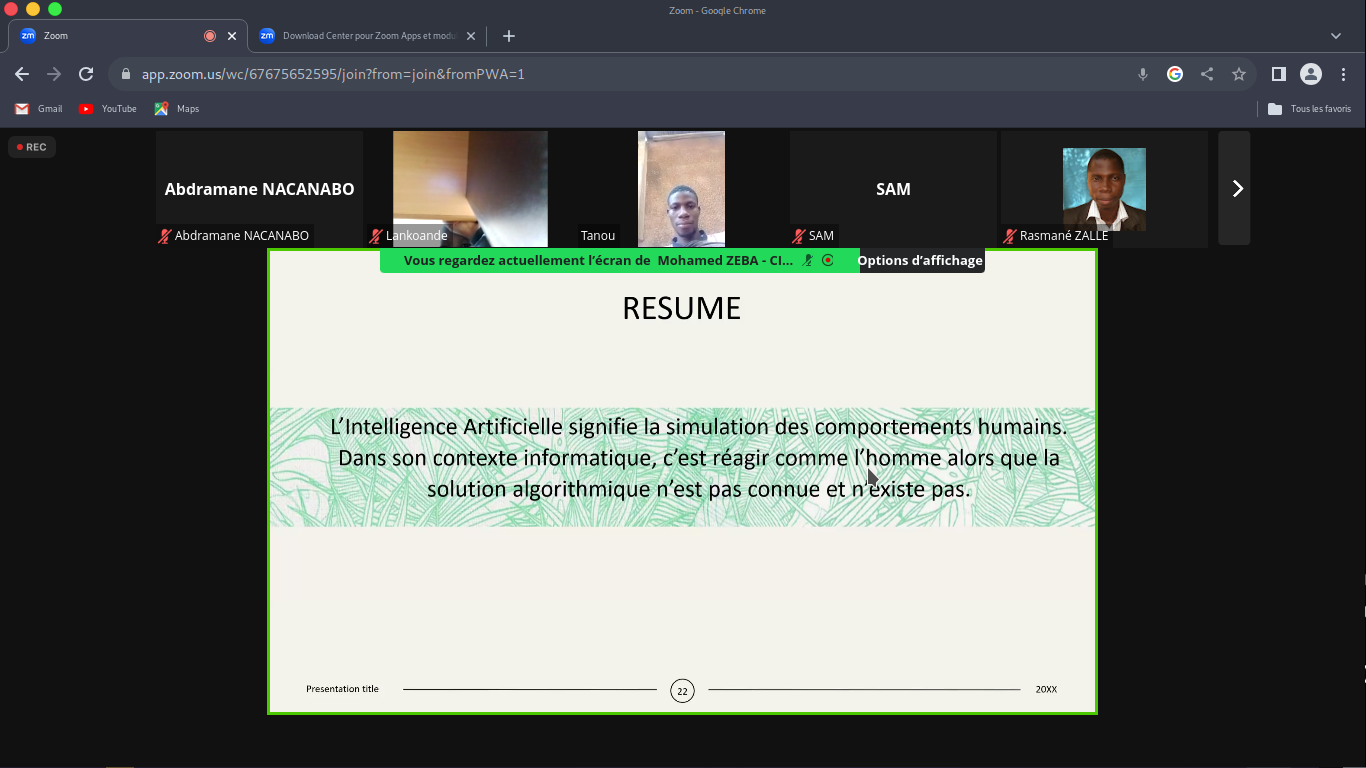 Zoom - Google Chrome
Zoom
Download Center pour Zoom Apps et modu
app.zoom.us/wc/67675652595/join?from=join&fromPWA=1
Gmail
YouTube
Maps
Tous les favoris
REC
Abdramane NACANABO
SAM
Abdramane NACANABO
Lankoande
Tanou
SAM
Rasmané ZALLE
Vous regardez actuellement l’écran de Mohamed ZEBA - CI...
Options d’affichage
RESUME
L’Intelligence Artificielle signifie la simulation des comportements humains.
Dans son contexte informatique, c’est réagir comme l’homme alors que la
solution algorithmique n’est pas connue et n’existe pas.
Presentation title
22
20XX